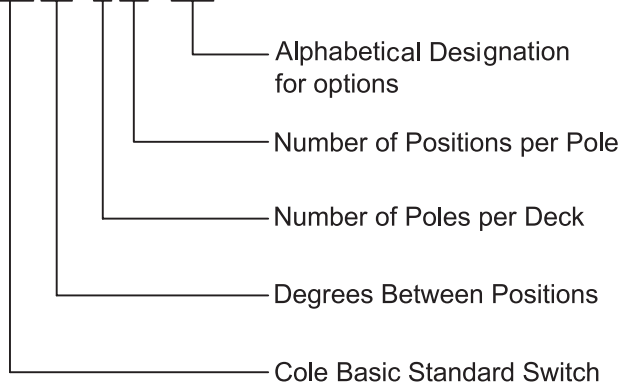 Alphabetical Designation
for options
Number of Positions per Pole
Number of Poles per Deck
Degrees Between Positions
Cole Basic Standard Switch